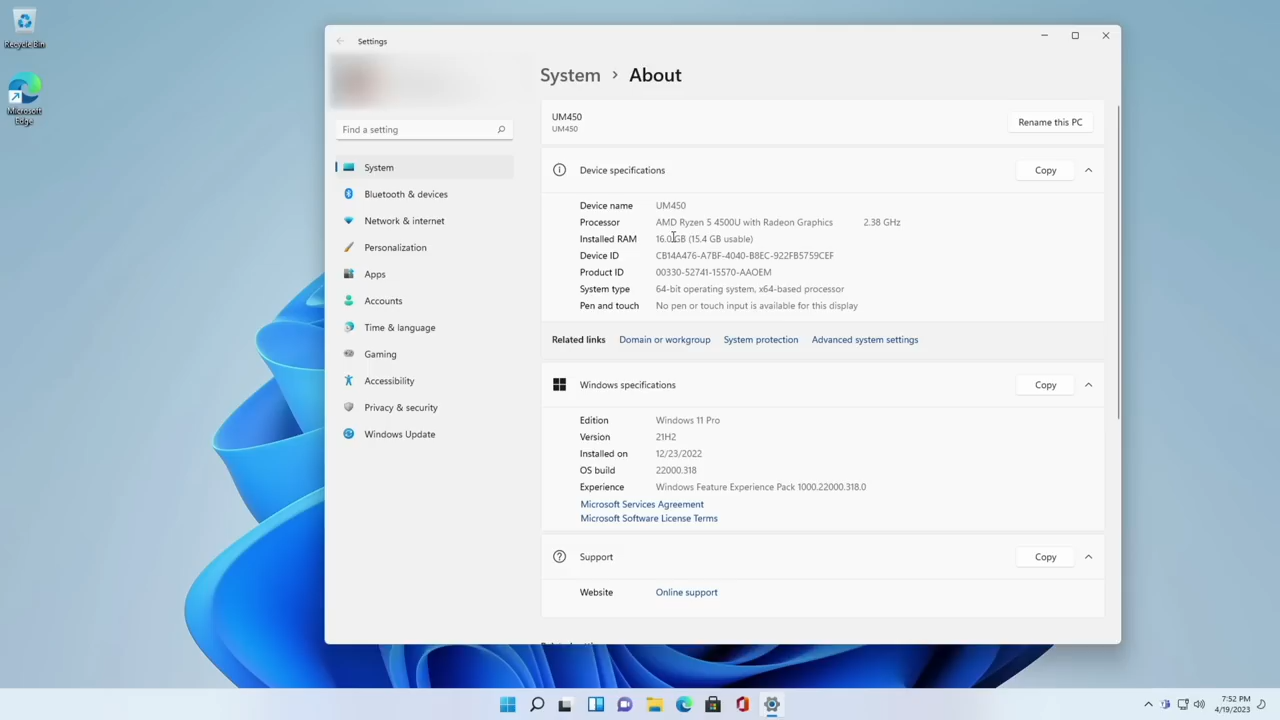 Recycle Bin
Microsoft
Edge
Settings
Find a setting
System
Bluetooth & devices
Network & internet
Personalization
Apps
Accounts
Time & language
Gaming
Accessibility
Privacy & security
Windows Update
System > About
UM450
UM450
Rename this PC
Device specifications
Copy
Device name UM450
Processor AMD Ryzen 5 4500U with Radeon Graphics 2.38 GHz
Installed RAM 16.0 GB (15.4 GB usable)
Device ID CB14A476-A7BF-4040-B8EC-922FB5759CEF
Product ID 00330-52741-15570-AAOEM
System type 64-bit operating system, x64-based processor
Pen and touch No pen or touch input is available for this display
Related links Domain or workgroup System protection Advanced system settings
Windows specifications
Copy
Edition Windows 11 Pro
Version 21H2
Installed on 12/23/2022
OS build 22000.318
Experience Windows Feature Experience Pack 1000.22000.318.0
Microsoft Services Agreement
Microsoft Software License Terms
Support
Copy
Website Online support
7:52 PM
4/19/2023